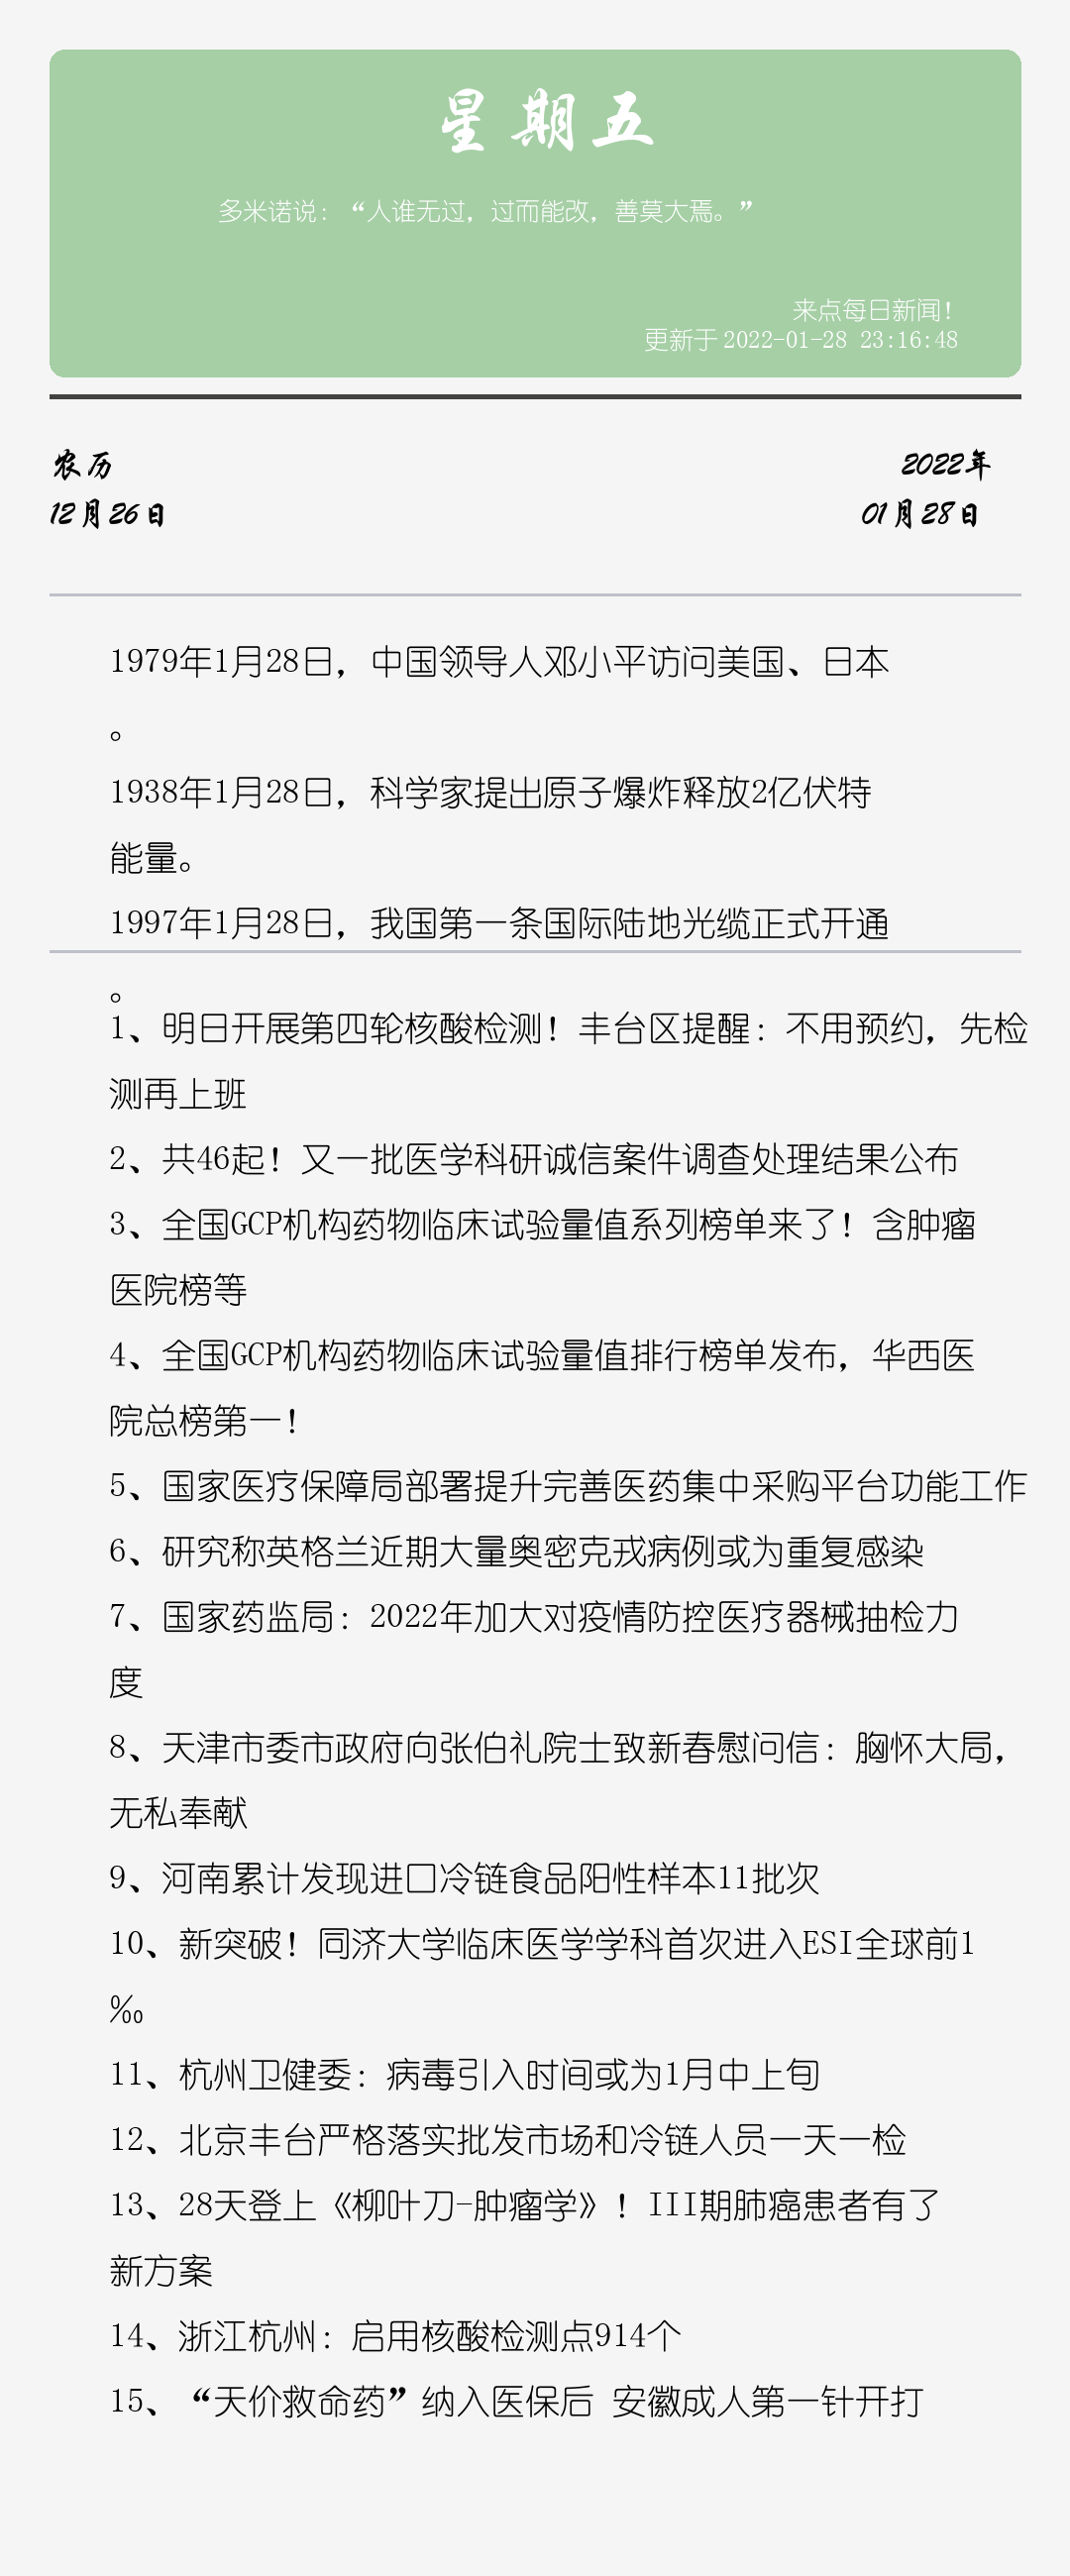 星期五
多米诺说：“人谁无过，过而能改，善莫大焉。”
来点每日新闻！
更新于2022-01-28 23:16:48
农历
12月26日
2022年
01月28日
1979年1月28日，中国领导人邓小平访问美国、日本
。
1938年1月28日，科学家提出原子爆炸释放2亿伏特
能量。
1997年1月28日，我国第一条国际陆地光缆正式开通
。
1、明日开展第四轮核酸检测！丰台区提醒：不用预约，先检
测再上班
2、共46起！又一批医学科研诚信案件调查处理结果公布
3、全国GCP机构药物临床试验量值系列榜单来了！含肿瘤
医院榜等
4、全国GCP机构药物临床试验量值排行榜单发布，华西医
院总榜第一！
5、国家医疗保障局部署提升完善医药集中采购平台功能工作
6、研究称英格兰近期大量奥密克戎病例或为重复感染
7、国家药监局：2022年加大对疫情防控医疗器械抽检力
度
8、天津市委市政府向张伯礼院士致新春慰问信：胸怀大局，
无私奉献
9、河南累计发现进口冷链食品阳性样本11批次
10、新突破！同济大学临床医学学科首次进入ESI全球前1
‰
11、杭州卫健委：病毒引入时间或为1月中上旬
12、北京丰台严格落实批发市场和冷链人员一天一检
13、28天登上《柳叶刀-肿瘤学》！III期肺癌患者有了
新方案
14、浙江杭州：启用核酸检测点914个
15、“天价救命药”纳入医保后 安徽成人第一针开打